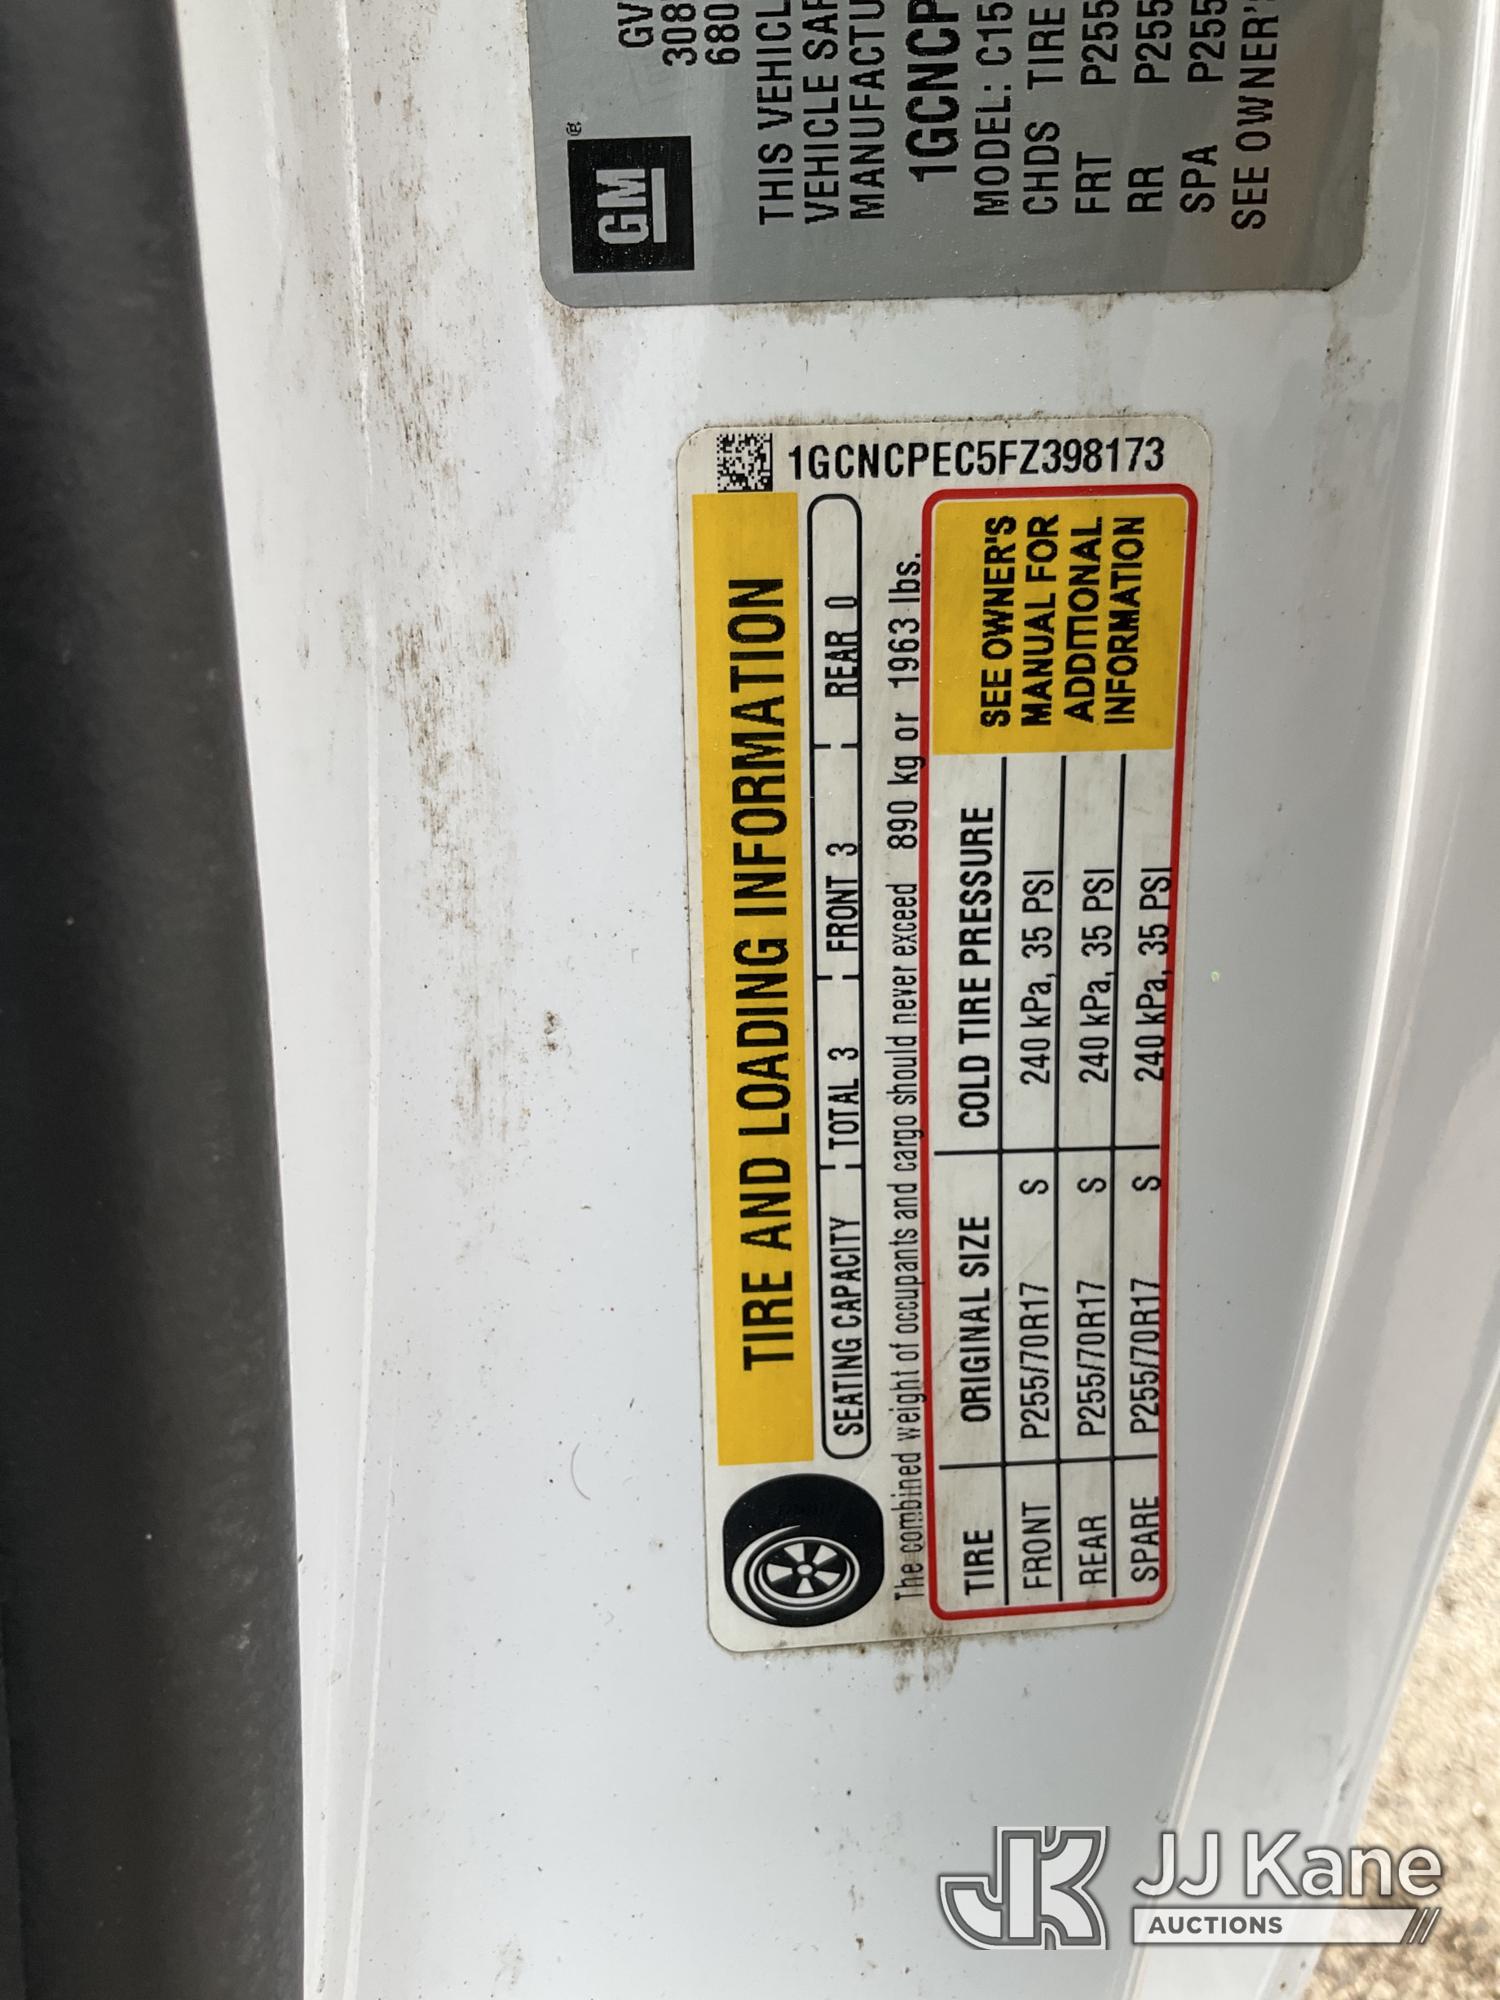 GM
GV
308
680
THIS VEHICL
VEHICLE SAF
MANUFACTU
1GCNCP
MODEL: C15
CHDS TIRE
FRT P255
RR P255
SPA P255
SEE OWNER'
1GCNCPEC5FZ398173
TIRE AND LOADING INFORMATION
SEATING CAPACITY TOTAL 3 FRONT 3 REAR 0
The combined weight of occupants and cargo should never exceed 890 kg or 1963 lbs.
TIRE ORIGINAL SIZE COLD TIRE PRESSURE
FRONT P255/70R17 S 240 kPa, 35 PSI
REAR P255/70R17 S 240 kPa, 35 PSI
SPARE P255/70R17 S 240 kPa, 35 PSI
SEE OWNER'S
MANUAL FOR
ADDITIONAL
INFORMATION
JK JJ Kane
AUCTIONS